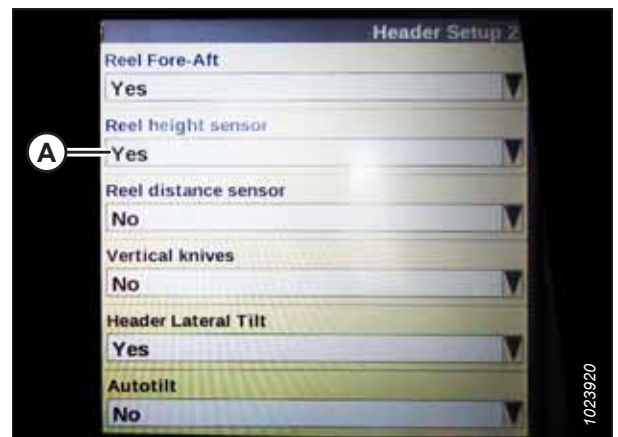 Header Setup 2
Reel Fore-Aft
Yes
Reel height sensor
A
Yes
Reel distance sensor
No
Vertical knives
No
Header Lateral Tilt
Yes
Autotilt
No
1023920